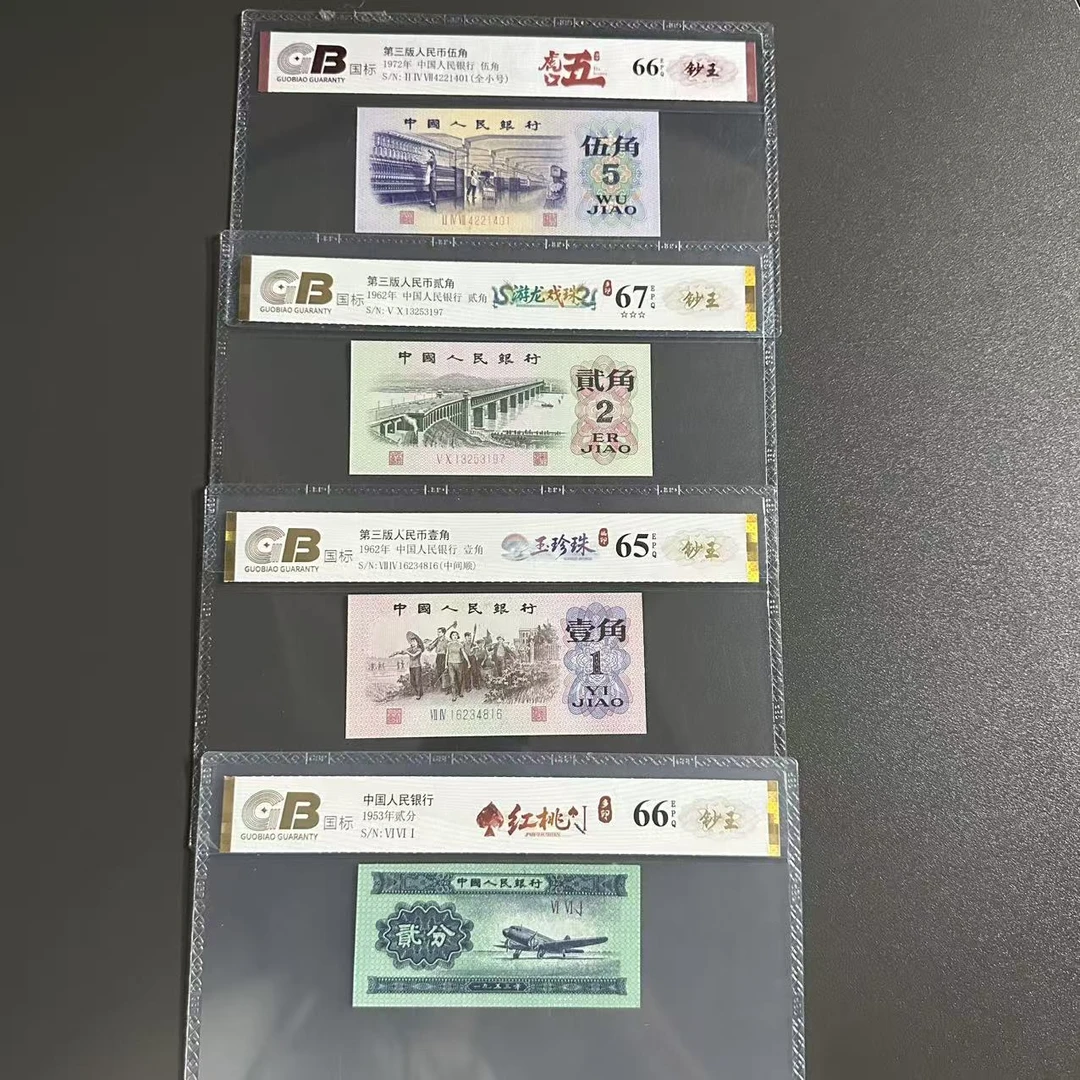 GB 国标
GUOBIAO GUARANTY
第三版人民币伍角
1972年 中国人民银行 伍角
S/N: II IV VII4221401(全小号)
虎口五
66 EPQ
钞王
中國人民銀行
伍角
5
WU
JIAO
II IV VII 4221401
GB 国标
GUOBIAO GUARANTY
第三版人民币贰角
1962年 中国人民银行 贰角
S/N: V X 13253197
游龙戏珠
67 EPQ
☆☆☆
钞王
中國人民銀行
貳角
2
ER
JIAO
V X 13253197
GB 国标
GUOBIAO GUARANTY
第三版人民币壹角
1962年 中国人民银行 壹角
S/N: VIII IV 16234816(中间顺)
玉珍珠
65 EPQ
钞王
中國人民銀行
壹角
1
YI
JIAO
16234816
GB 国标
GUOBIAO GUARANTY
中国人民银行
1953年贰分
S/N: VI VI I
红桃
66 EPQ
钞王
中國人民銀行
VI VI I
貳分
一九五三年